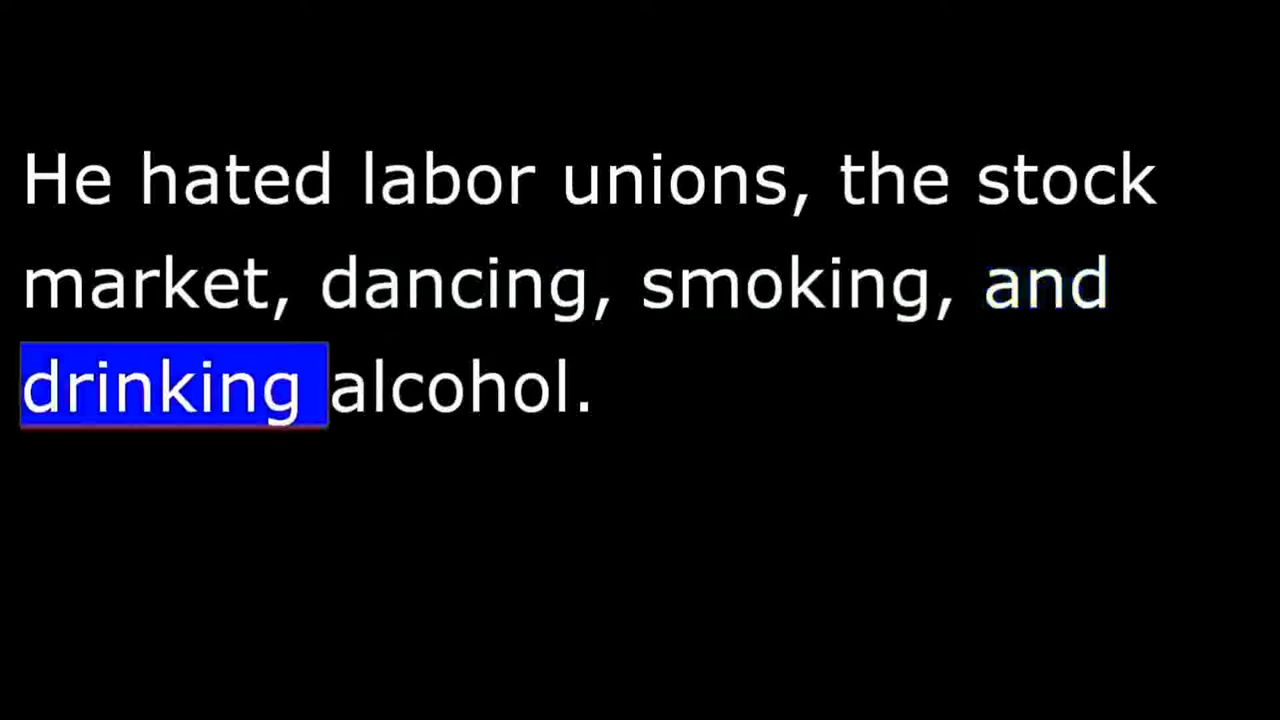 He hated labor unions, the stock
market, dancing, smoking, and
drinking alcohol.